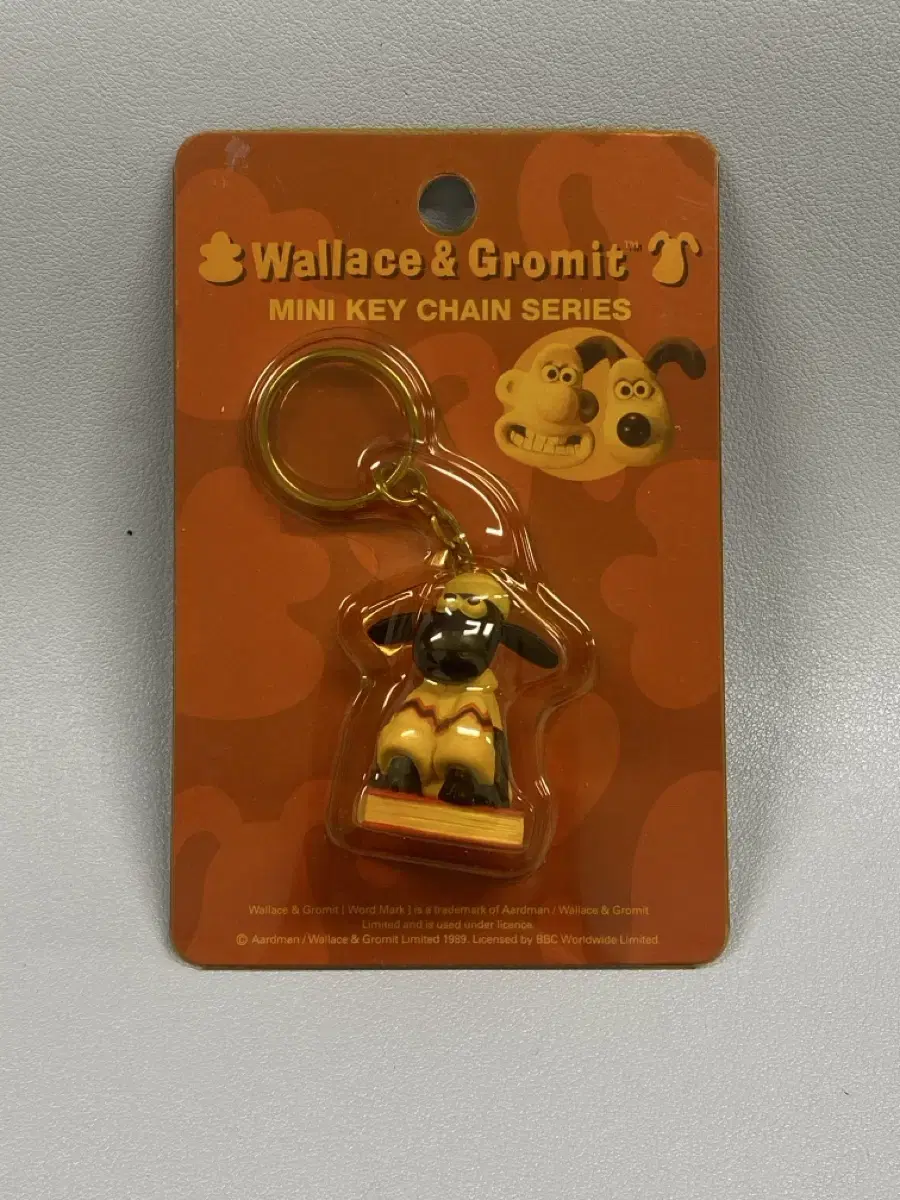 Wallace & Gromit™
MINI KEY CHAIN SERIES
Wallace & Gromit [ Word Mark ] is a trademark of Aardman / Wallace & Gromit
Limited and is used under licence.
© Aardman / Wallace & Gromit Limited 1989. Licensed by BBC Worldwide Limited.